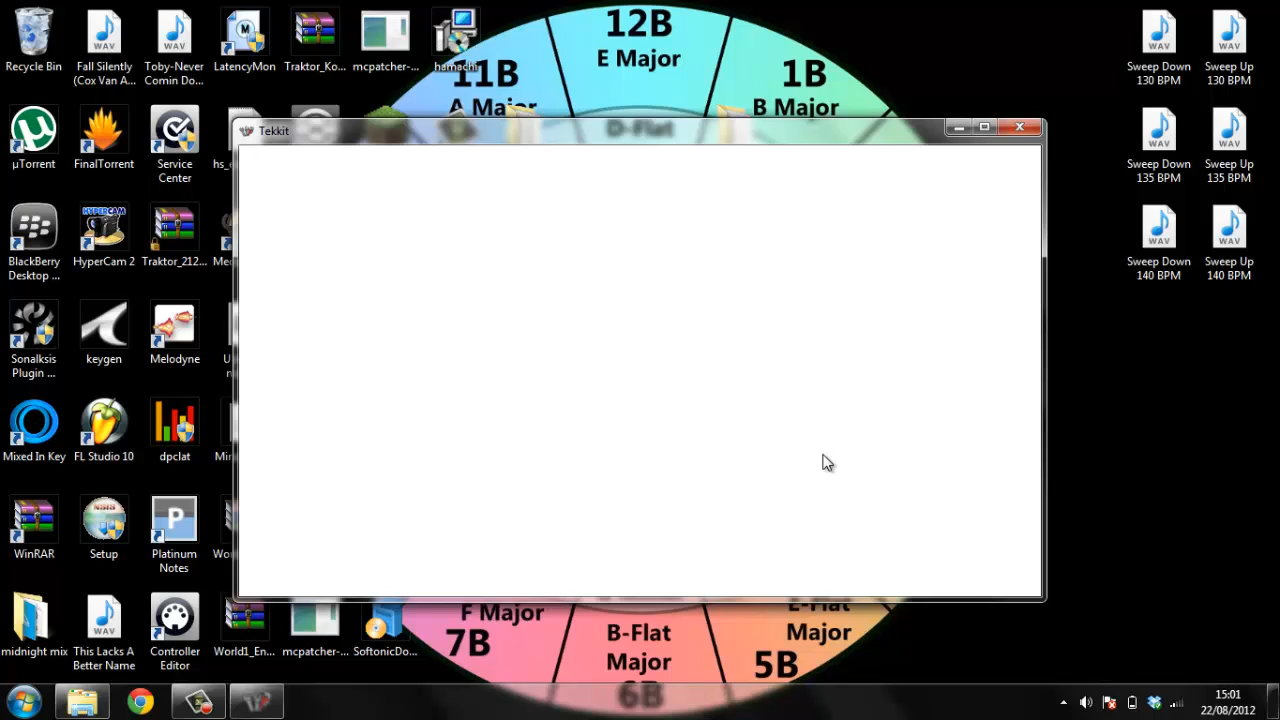 12B
E Major
11B
A Major
1B
B Major
D-Flat
Recycle Bin
Fall Silently
(Cox Van A...
Toby-Never
Comin Do...
LatencyMon
Traktor_Ko...
mcpatcher-...
hamachi
Sweep Down
130 BPM
Sweep Up
130 BPM
µTorrent
FinalTorrent
Service
Center
hs_e
Tekkit
Sweep Down
135 BPM
Sweep Up
135 BPM
BlackBerry
Desktop ...
HyperCam 2
Traktor_212...
Sweep Down
140 BPM
Sweep Up
140 BPM
Sonalksis
Plugin ...
keygen
Melodyne
Mixed In Key
FL Studio 10
dpclat
WinRAR
Setup
Platinum
Notes
midnight mix
This Lacks A
Better Name
Controller
Editor
World1_En...
mcpatcher-...
SoftonicDo...
F Major
7B
B-Flat
Major
6B
E-Flat
Major
5B
15:01
22/08/2012